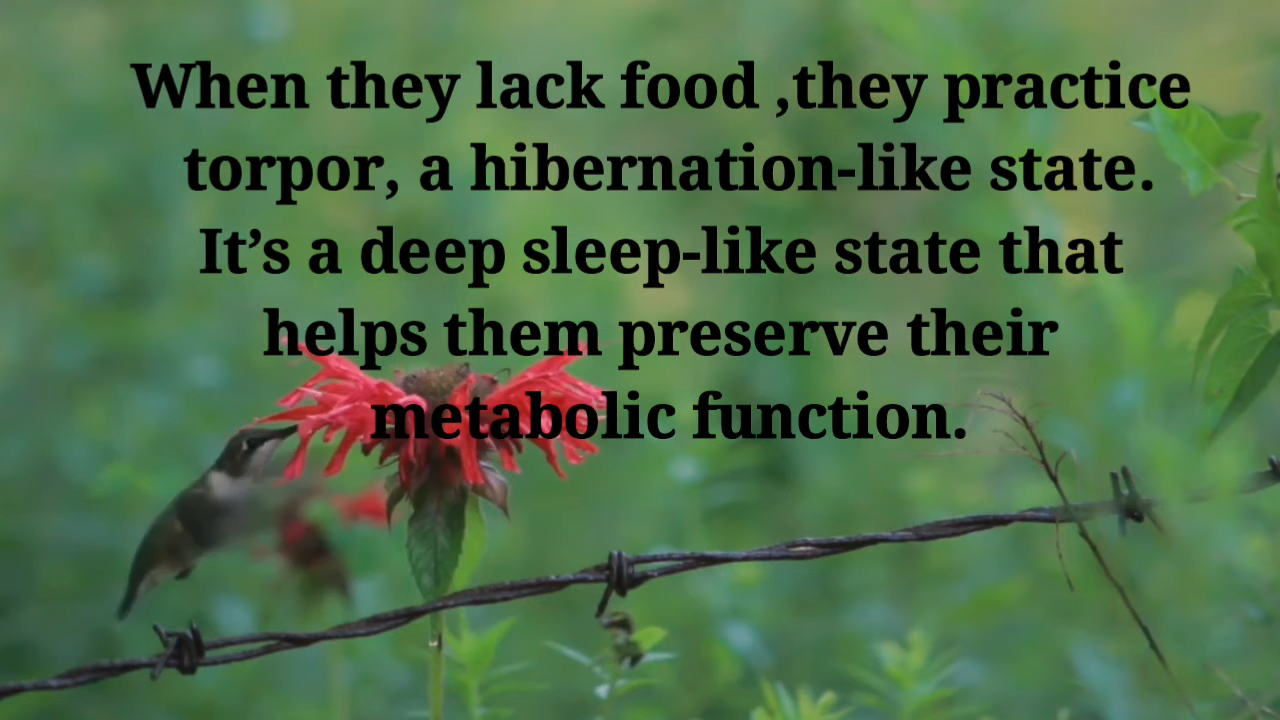 When they lack food ,they practice
torpor, a hibernation-like state.
It’s a deep sleep-like state that
helps them preserve their
metabolic function.